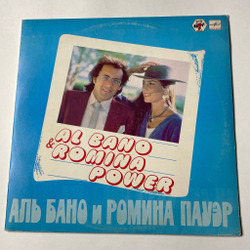 AL BANO
& ROMINA
POWER
АЛЬ БАНО И РОМИНА ПАУЭР